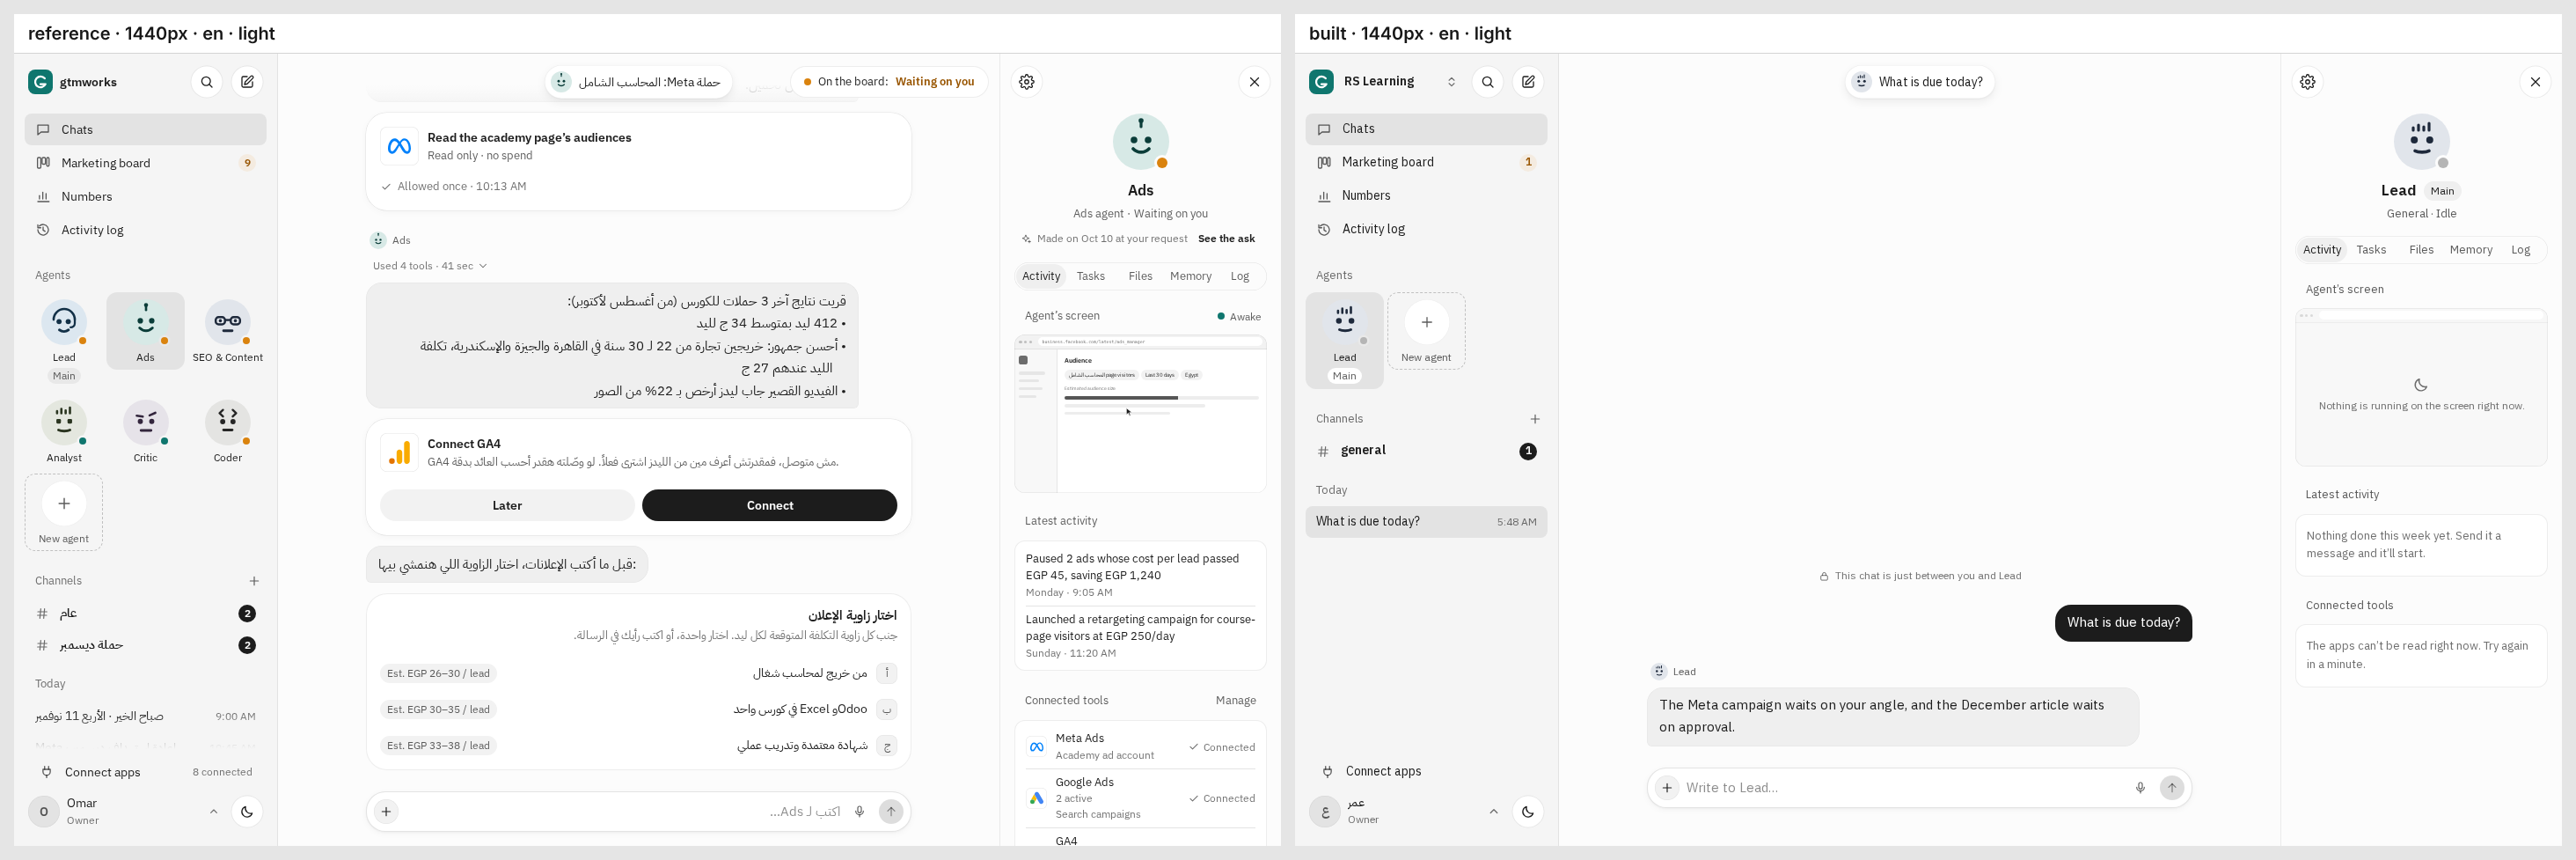 reference · 1440px · en · light
gtmworks
Chats
Marketing board 9
Numbers
Activity log
Agents
Lead
Main
Ads
SEO & Content
Analyst
Critic
Coder
New agent
Channels
عام 2
حملة ديسمبر 2
Today
صباح الخير · الأربع 11 نوفمبر 9:00 AM
Connect apps 8 connected
O
Omar
Owner
حملة Meta: المحاسب الشامل
On the board: Waiting on you
Read the academy page’s audiences
Read only · no spend
Allowed once · 10:13 AM
Ads
Used 4 tools · 41 sec
قريت نتايج آخر 3 حملات للكورس (من أغسطس لأكتوبر):
• 412 ليد بمتوسط 34 ج لليد
• أحسن جمهور: خريجين تجارة من 22 لـ 30 سنة في القاهرة والجيزة والإسكندرية، تكلفة
الليد عندهم 27 ج
• الفيديو القصير جاب ليدز أرخص بـ 22% من الصور
Connect GA4
GA4 مش متوصل، فمقدرتش أعرف مين من الليدز اشترى فعلاً. لو وصّلته هقدر أحسب العائد بدقة.
Later
Connect
قبل ما أكتب الإعلانات، اختار الزاوية اللي هنمشي بيها:
اختار زاوية الإعلان
جنب كل زاوية التكلفة المتوقعة لكل ليد. اختار واحدة، أو اكتب رأيك في الرسالة.
أ من خريج لمحاسب شغال Est. EGP 26–30 / lead
ب Odooو Excel في كورس واحد Est. EGP 30–35 / lead
ج شهادة معتمدة وتدريب عملي Est. EGP 33–38 / lead
اكتب لـ Ads...
Ads
Ads agent · Waiting on you
Made on Oct 10 at your request See the ask
Activity Tasks Files Memory Log
Agent’s screen Awake
business.facebook.com/latest/ads_manager
Audience
المحاسب الشامل page visitors
Last 30 days
Egypt
Estimated audience size
Latest activity
Paused 2 ads whose cost per lead passed
EGP 45, saving EGP 1,240
Monday · 9:05 AM
Launched a retargeting campaign for course-
page visitors at EGP 250/day
Sunday · 11:20 AM
Connected tools Manage
Meta Ads
Academy ad account
Connected
Google Ads
2 active
Search campaigns
Connected
GA4
built · 1440px · en · light
RS Learning
Chats
Marketing board 1
Numbers
Activity log
Agents
Lead
Main
New agent
Channels
general 1
Today
What is due today? 5:48 AM
Connect apps
ع
عمر
Owner
What is due today?
This chat is just between you and Lead
What is due today?
Lead
The Meta campaign waits on your angle, and the December article waits
on approval.
Write to Lead...
Lead Main
General · Idle
Activity Tasks Files Memory Log
Agent’s screen
Nothing is running on the screen right now.
Latest activity
Nothing done this week yet. Send it a
message and it’ll start.
Connected tools
The apps can’t be read right now. Try again
in a minute.